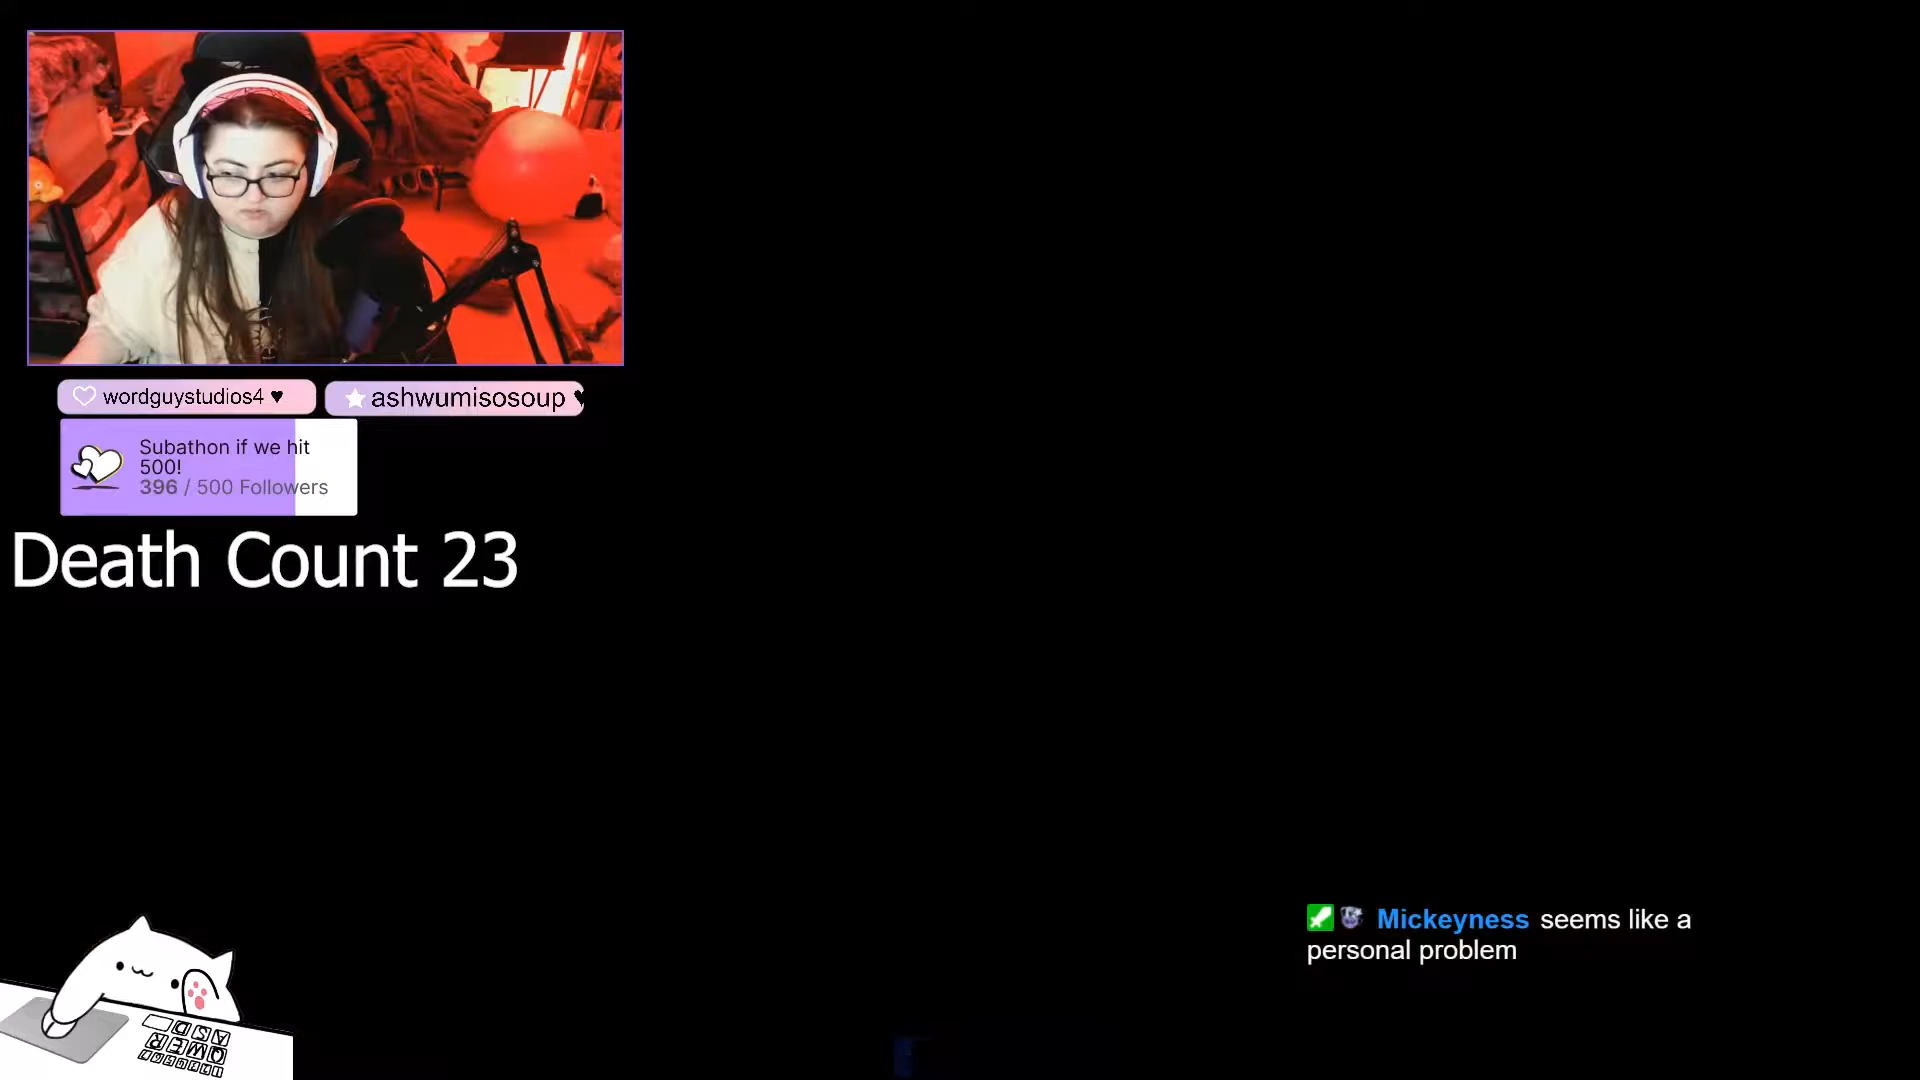 wordguystudios4 ♥
ashwumisosoup ♥
Subathon if we hit
500!
396 / 500 Followers
Death Count 23
Mickeyness seems like a
personal problem